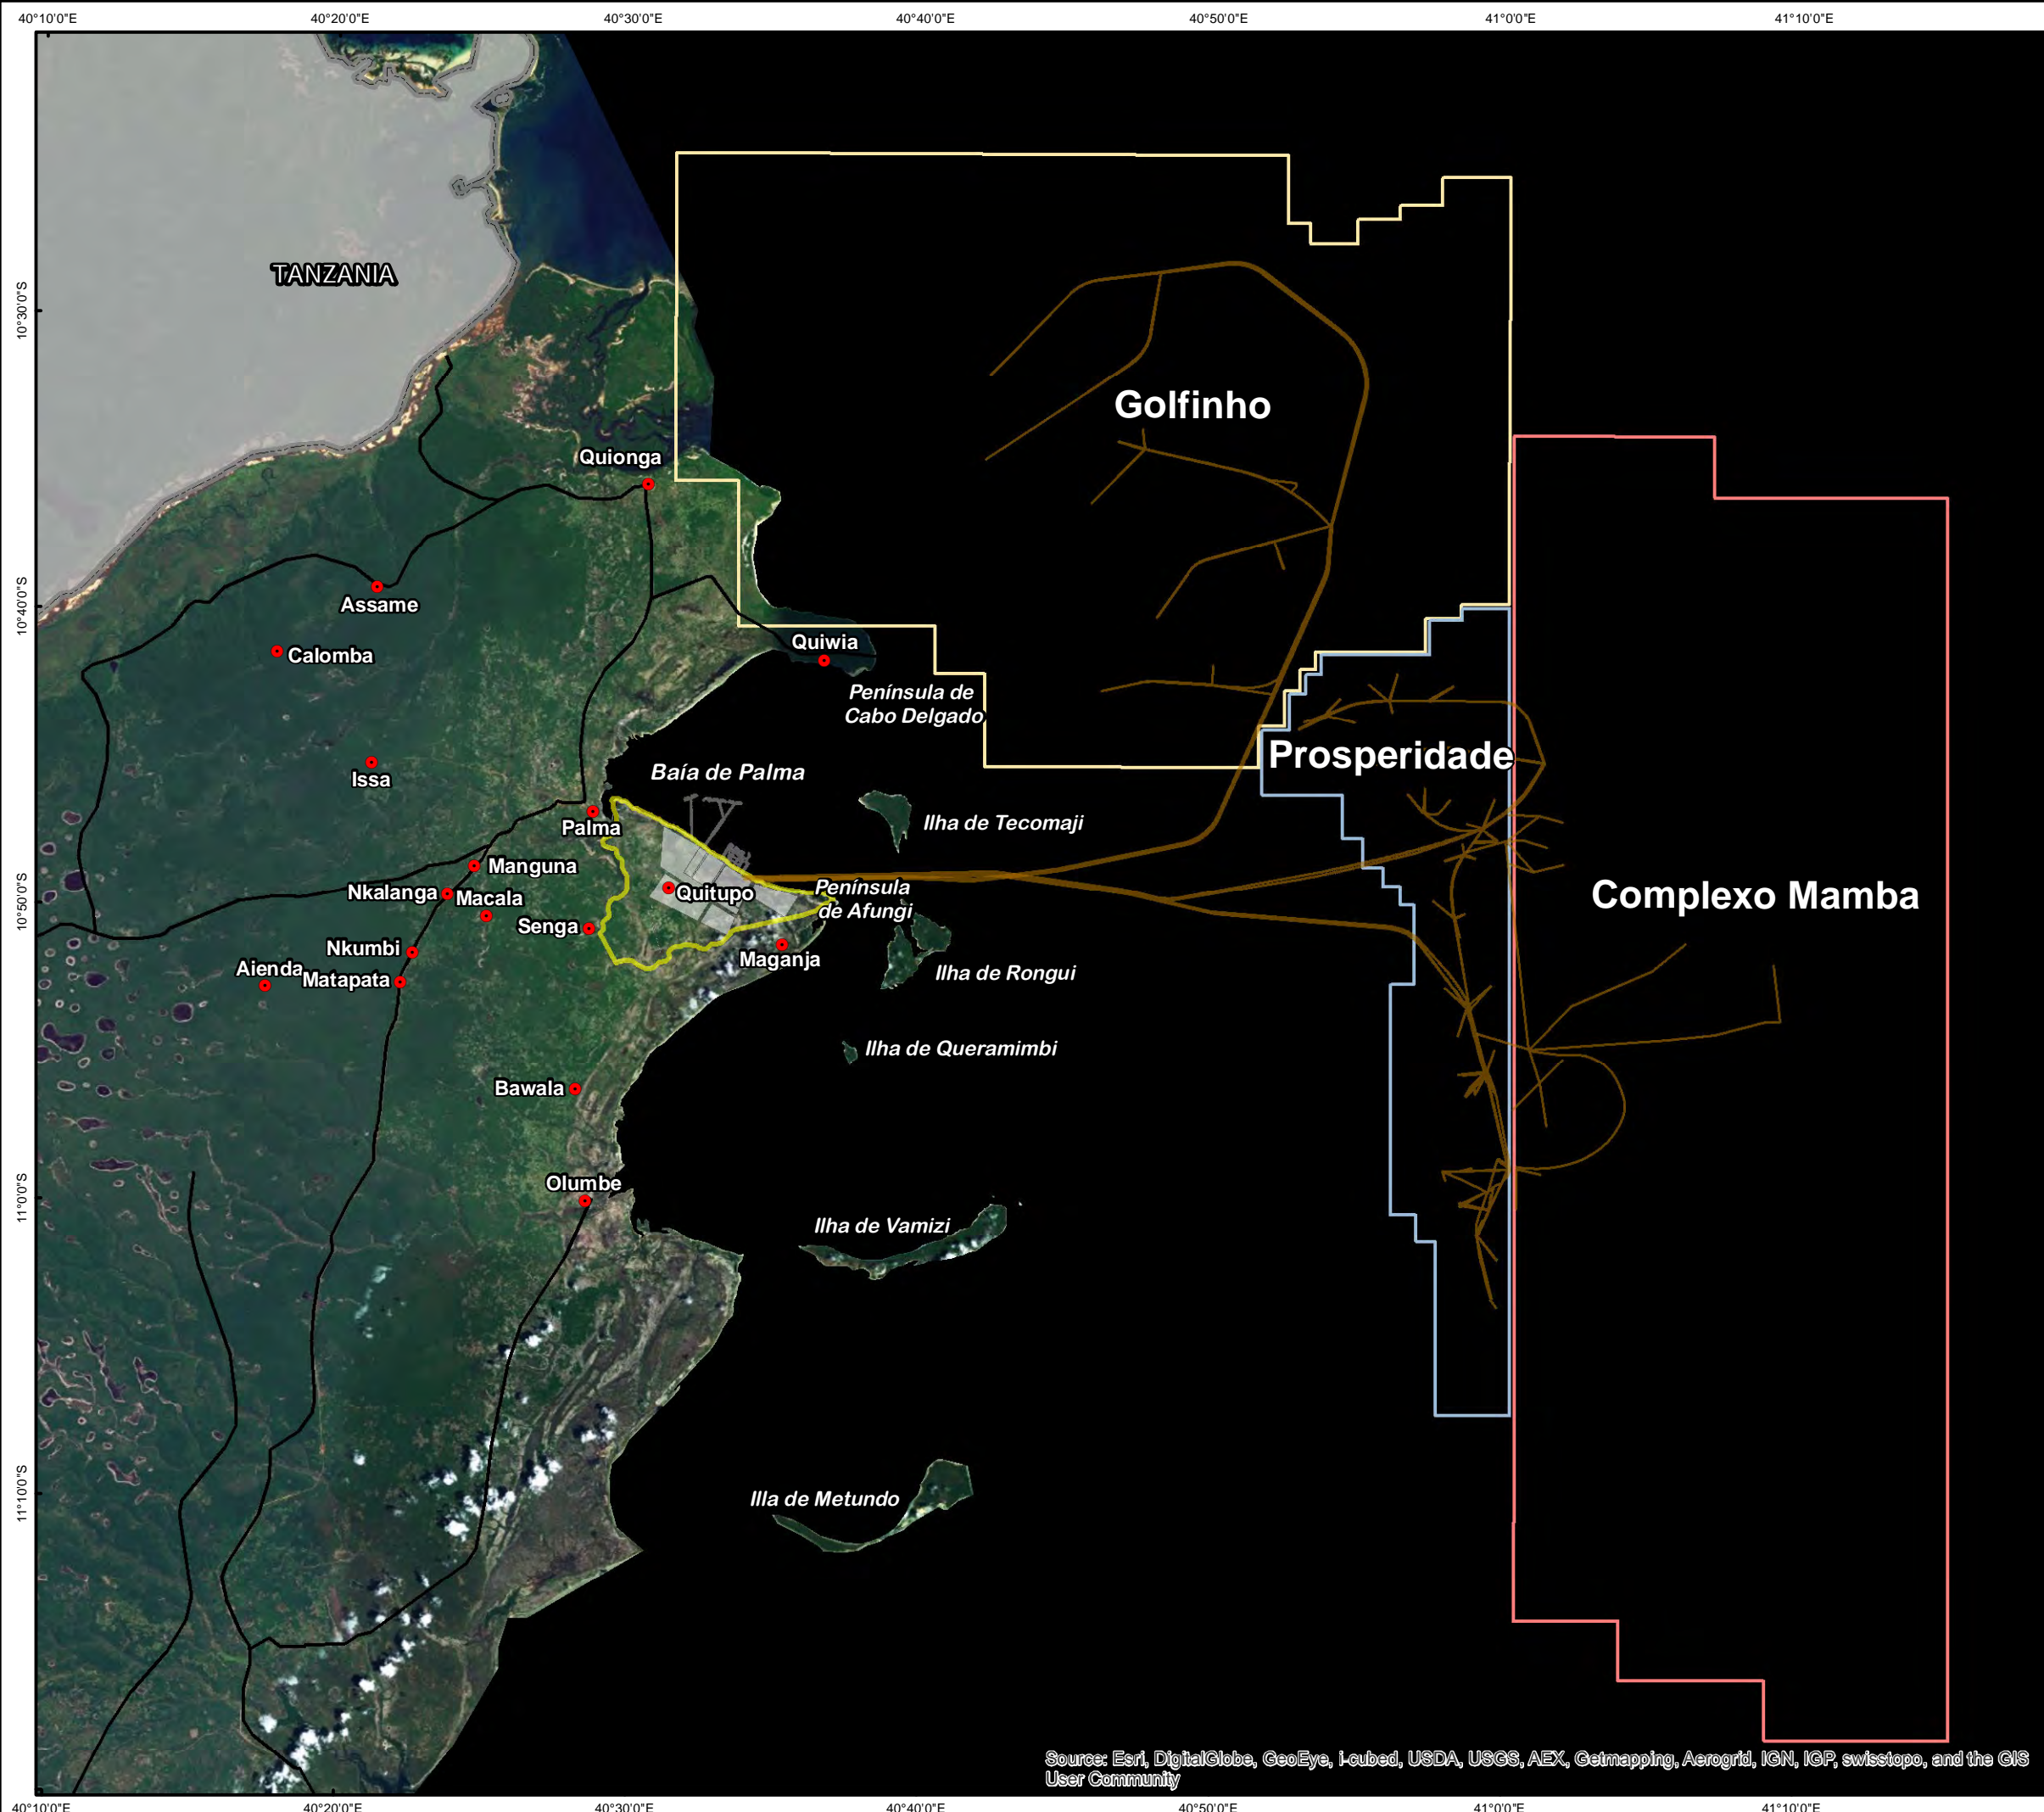 40°10'0"E 40°20'0"E 40°30'0"E 40°40'0"E 40°50'0"E 41°0'0"E 41°10'0"E
TANZANIA
10°30'0"S
Golfinho
Quionga
10°40'0"S
Assame
Calomba
Quiwia
Península de
Cabo Delgado
Issa
Baía de Palma
Prosperidade
Palma
Ilha de Tecomaji
Manguna
Nkalanga
Macala
Quitupo
Península
de Afungi
10°50'0"S
Complexo Mamba
Senga
Nkumbi
Maganja
Aienda
Matapata
Ilha de Rongui
Ilha de Queramimbi
Bawala
Olumbe
11°0'0"S
Ilha de Vamizi
11°10'0"S
Illa de Metundo
Source: Esri, DigitalGlobe, GeoEye, i-cubed, USDA, USGS, AEX, Getmapping, Aerogrid, IGN, IGP, swisstopo, and the GIS
User Community
40°10'0"E 40°20'0"E 40°30'0"E 40°40'0"E 40°50'0"E 41°0'0"E 41°10'0"E